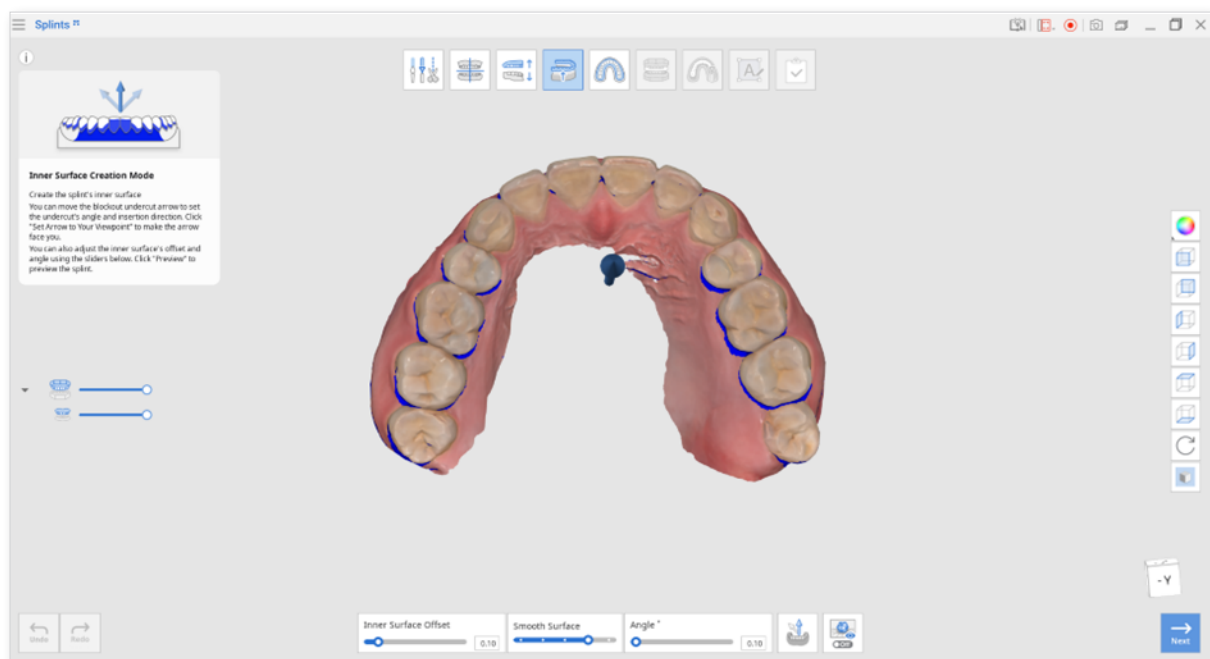 Splints
Inner Surface Creation Mode
Create the splint's inner surface
You can move the blockout undercut arrow to set
the undercut's angle and insertion direction. Click
"Set Arrow to Your Viewpoint" to make the arrow
face you.
You can also adjust the inner surface's offset and
angle using the sliders below. Click "Preview" to
preview the splint.
-Y
Undo
Redo
Inner Surface Offset
0.10
Smooth Surface
Angle °
0.10
Off
Next